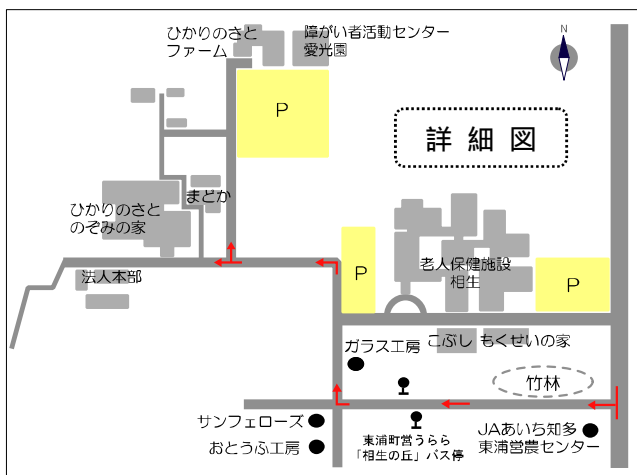 ひかりのさと
ファーム
障がい者活動センター
愛光園
N
P
詳細図
まどか
ひかりのさと
のぞみの家
老人保健施設
相生
P
P
法人本部
ガラス工房
こぶし
もくせいの家
竹林
サンフェローズ
おとうふ工房
東浦町営うらら
「相生の丘」バス停
JAあいち知多
東浦営農センター